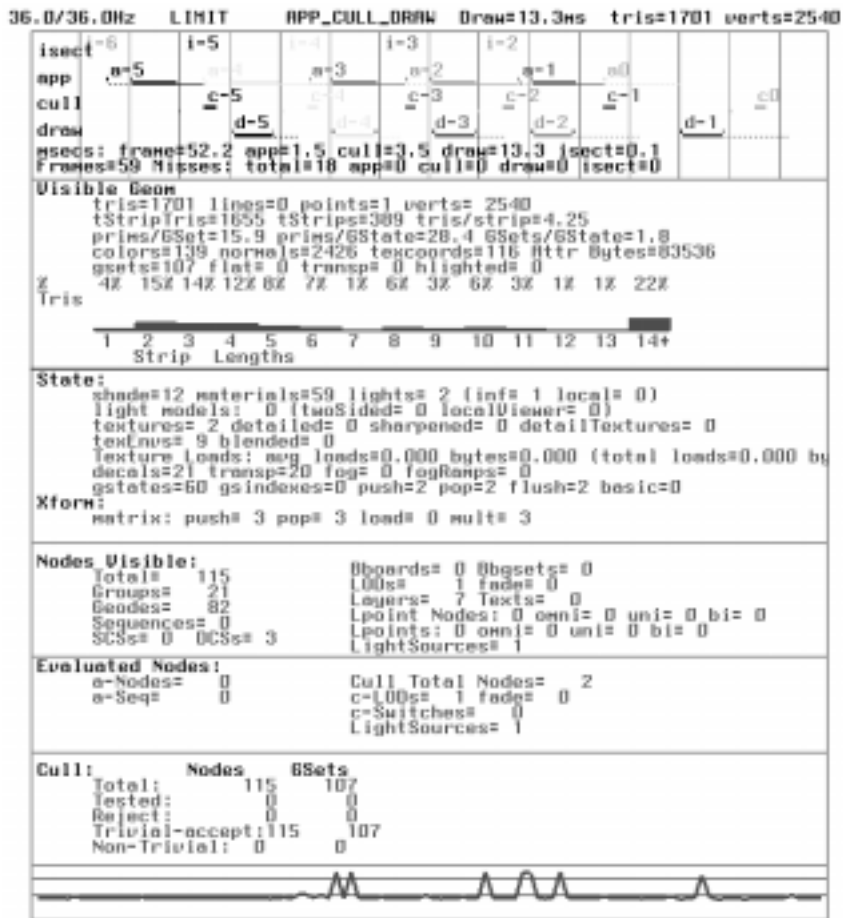 36.0/36.0Hz LIMIT APP_CULL_DRAW Draw=13.3ms tris=1701 verts=2540
isect i-6 i-5 i-4 i-3 i-2
app a-5 a-4 a-3 a-2 a-1 a0
cull c-5 c-4 c-3 c-2 c-1 c0
draw d-5 d-4 d-3 d-2 d-1
msecs: frame=52.2 app=1.5 cull=3.5 draw=13.3 isect=0.1
frames=59 Misses: total=18 app=0 cull=0 draw=0 isect=0
Visible Geom
tris=1701 lines=0 points=1 verts= 2540
tStripTris=1655 tStrips=389 tris/strip=4.25
prims/GSet=15.9 prims/GState=28.4 GSets/GState=1.8
colors=139 normals=2426 texcoords=116 Attr Bytes=83536
gsets=107 flat= 0 transp= 0 hlighted= 0
% 4% 15% 14% 12% 8% 7% 1% 6% 3% 6% 3% 1% 1% 22%
Tris
1 2 3 4 5 6 7 8 9 10 11 12 13 14+
Strip Lengths
State:
shade=12 materials=59 lights= 2 (inf= 1 local= 0)
light models: 0 (twoSided= 0 localViewer= 0)
textures= 2 detailed= 0 sharpened= 0 detailTextures= 0
texEnvs= 9 blended= 0
Texture Loads: avg loads=0.000 bytes=0.000 (total loads=0.000 by
decals=21 transp=20 fog= 0 fogRamps= 0
gstates=60 gsindexes=0 push=2 pop=2 flush=2 basic=0
Xform:
matrix: push= 3 pop= 3 load= 0 mult= 3
Nodes Visible:
Total= 115
Groups= 21
Geodes= 82
Sequences= 0
SCSs= 0 DCSs= 3
Bboards= 0 Bbgsets= 0
LODs= 1 fade= 0
Layers= 7 Texts= 0
Lpoint Nodes: 0 omni= 0 uni= 0 bi= 0
Lpoints: 0 omni= 0 uni= 0 bi= 0
LightSources= 1
Evaluated Nodes:
a-Nodes= 0
a-Seq= 0
Cull Total Nodes= 2
c-LODs= 1 fade= 0
c-Switches= 0
LightSources= 1
Cull: Nodes GSets
Total: 115 107
Tested: 0 0
Reject: 0 0
Trivial-accept:115 107
Non-Trivial: 0 0